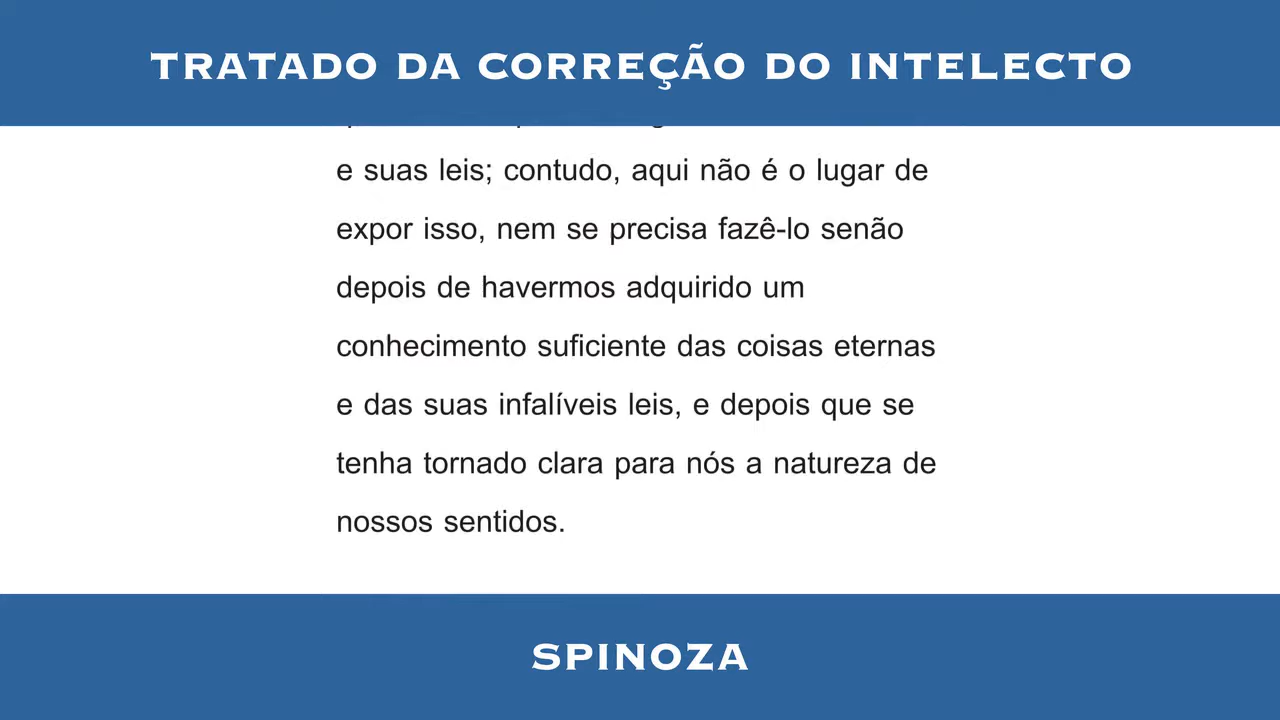 TRATADO DA CORREÇÃO DO INTELECTO
e suas leis; contudo, aqui não é o lugar de
expor isso, nem se precisa fazê-lo senão
depois de havermos adquirido um
conhecimento suficiente das coisas eternas
e das suas infalíveis leis, e depois que se
tenha tornado clara para nós a natureza de
nossos sentidos.
SPINOZA